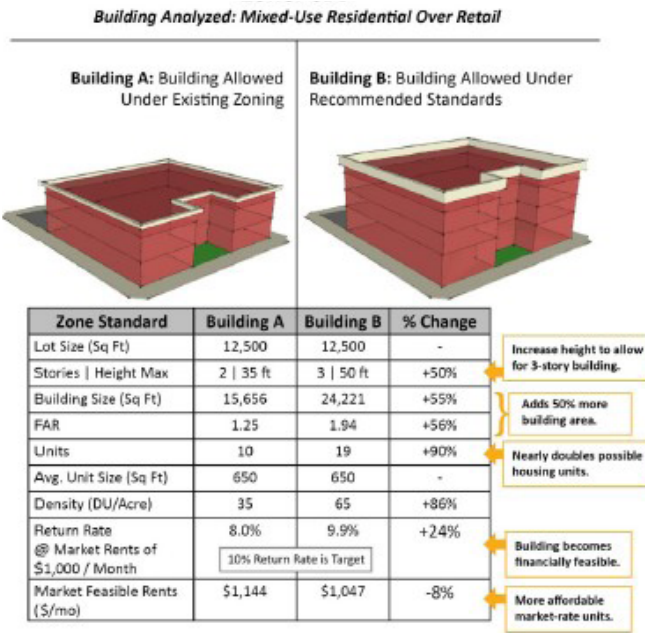 Building Analyzed: Mixed-Use Residential Over Retail
Building A: Building Allowed
Under Existing Zoning
Building B: Building Allowed Under
Recommended Standards
Zone Standard Building A Building B % Change
Lot Size (Sq Ft) 12,500 12,500 -
Stories | Height Max 2 | 35 ft 3 | 50 ft +50%
Increase height to allow
for 3-story building.
Building Size (Sq Ft) 15,656 24,221 +55%
FAR 1.25 1.94 +56%
Adds 50% more
building area.
Units 10 19 +90%
Nearly doubles possible
housing units.
Avg. Unit Size (Sq Ft) 650 650 -
Density (DU/Acre) 35 65 +86%
Return Rate
@ Market Rents of
$1,000 / Month
8.0% 9.9% +24%
10% Return Rate is Target
Building becomes
financially feasible.
Market Feasible Rents
($/mo)
$1,144 $1,047 -8%
More affordable
market-rate units.